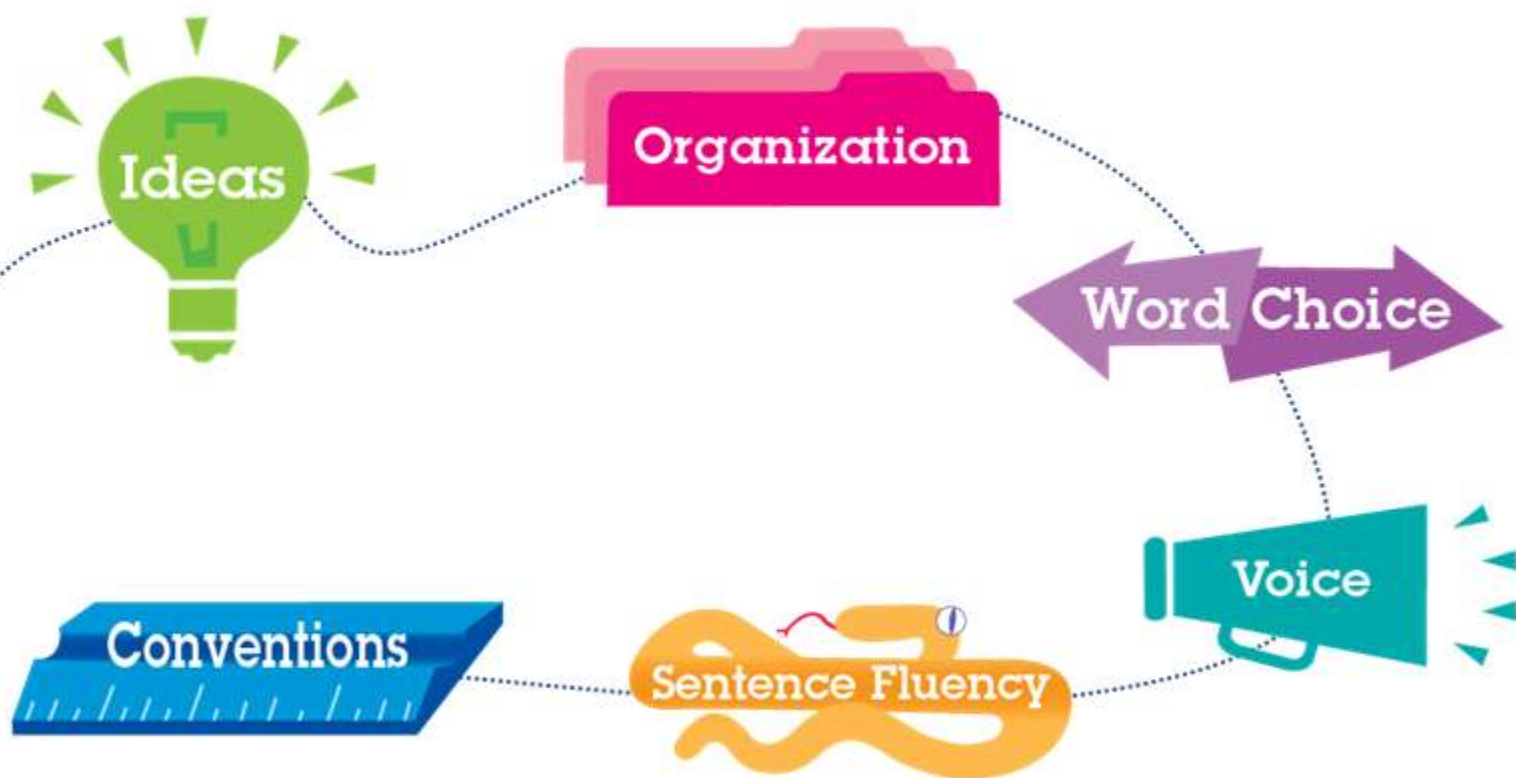 Ideas
Organization
Word Choice
Voice
Sentence Fluency
Conventions